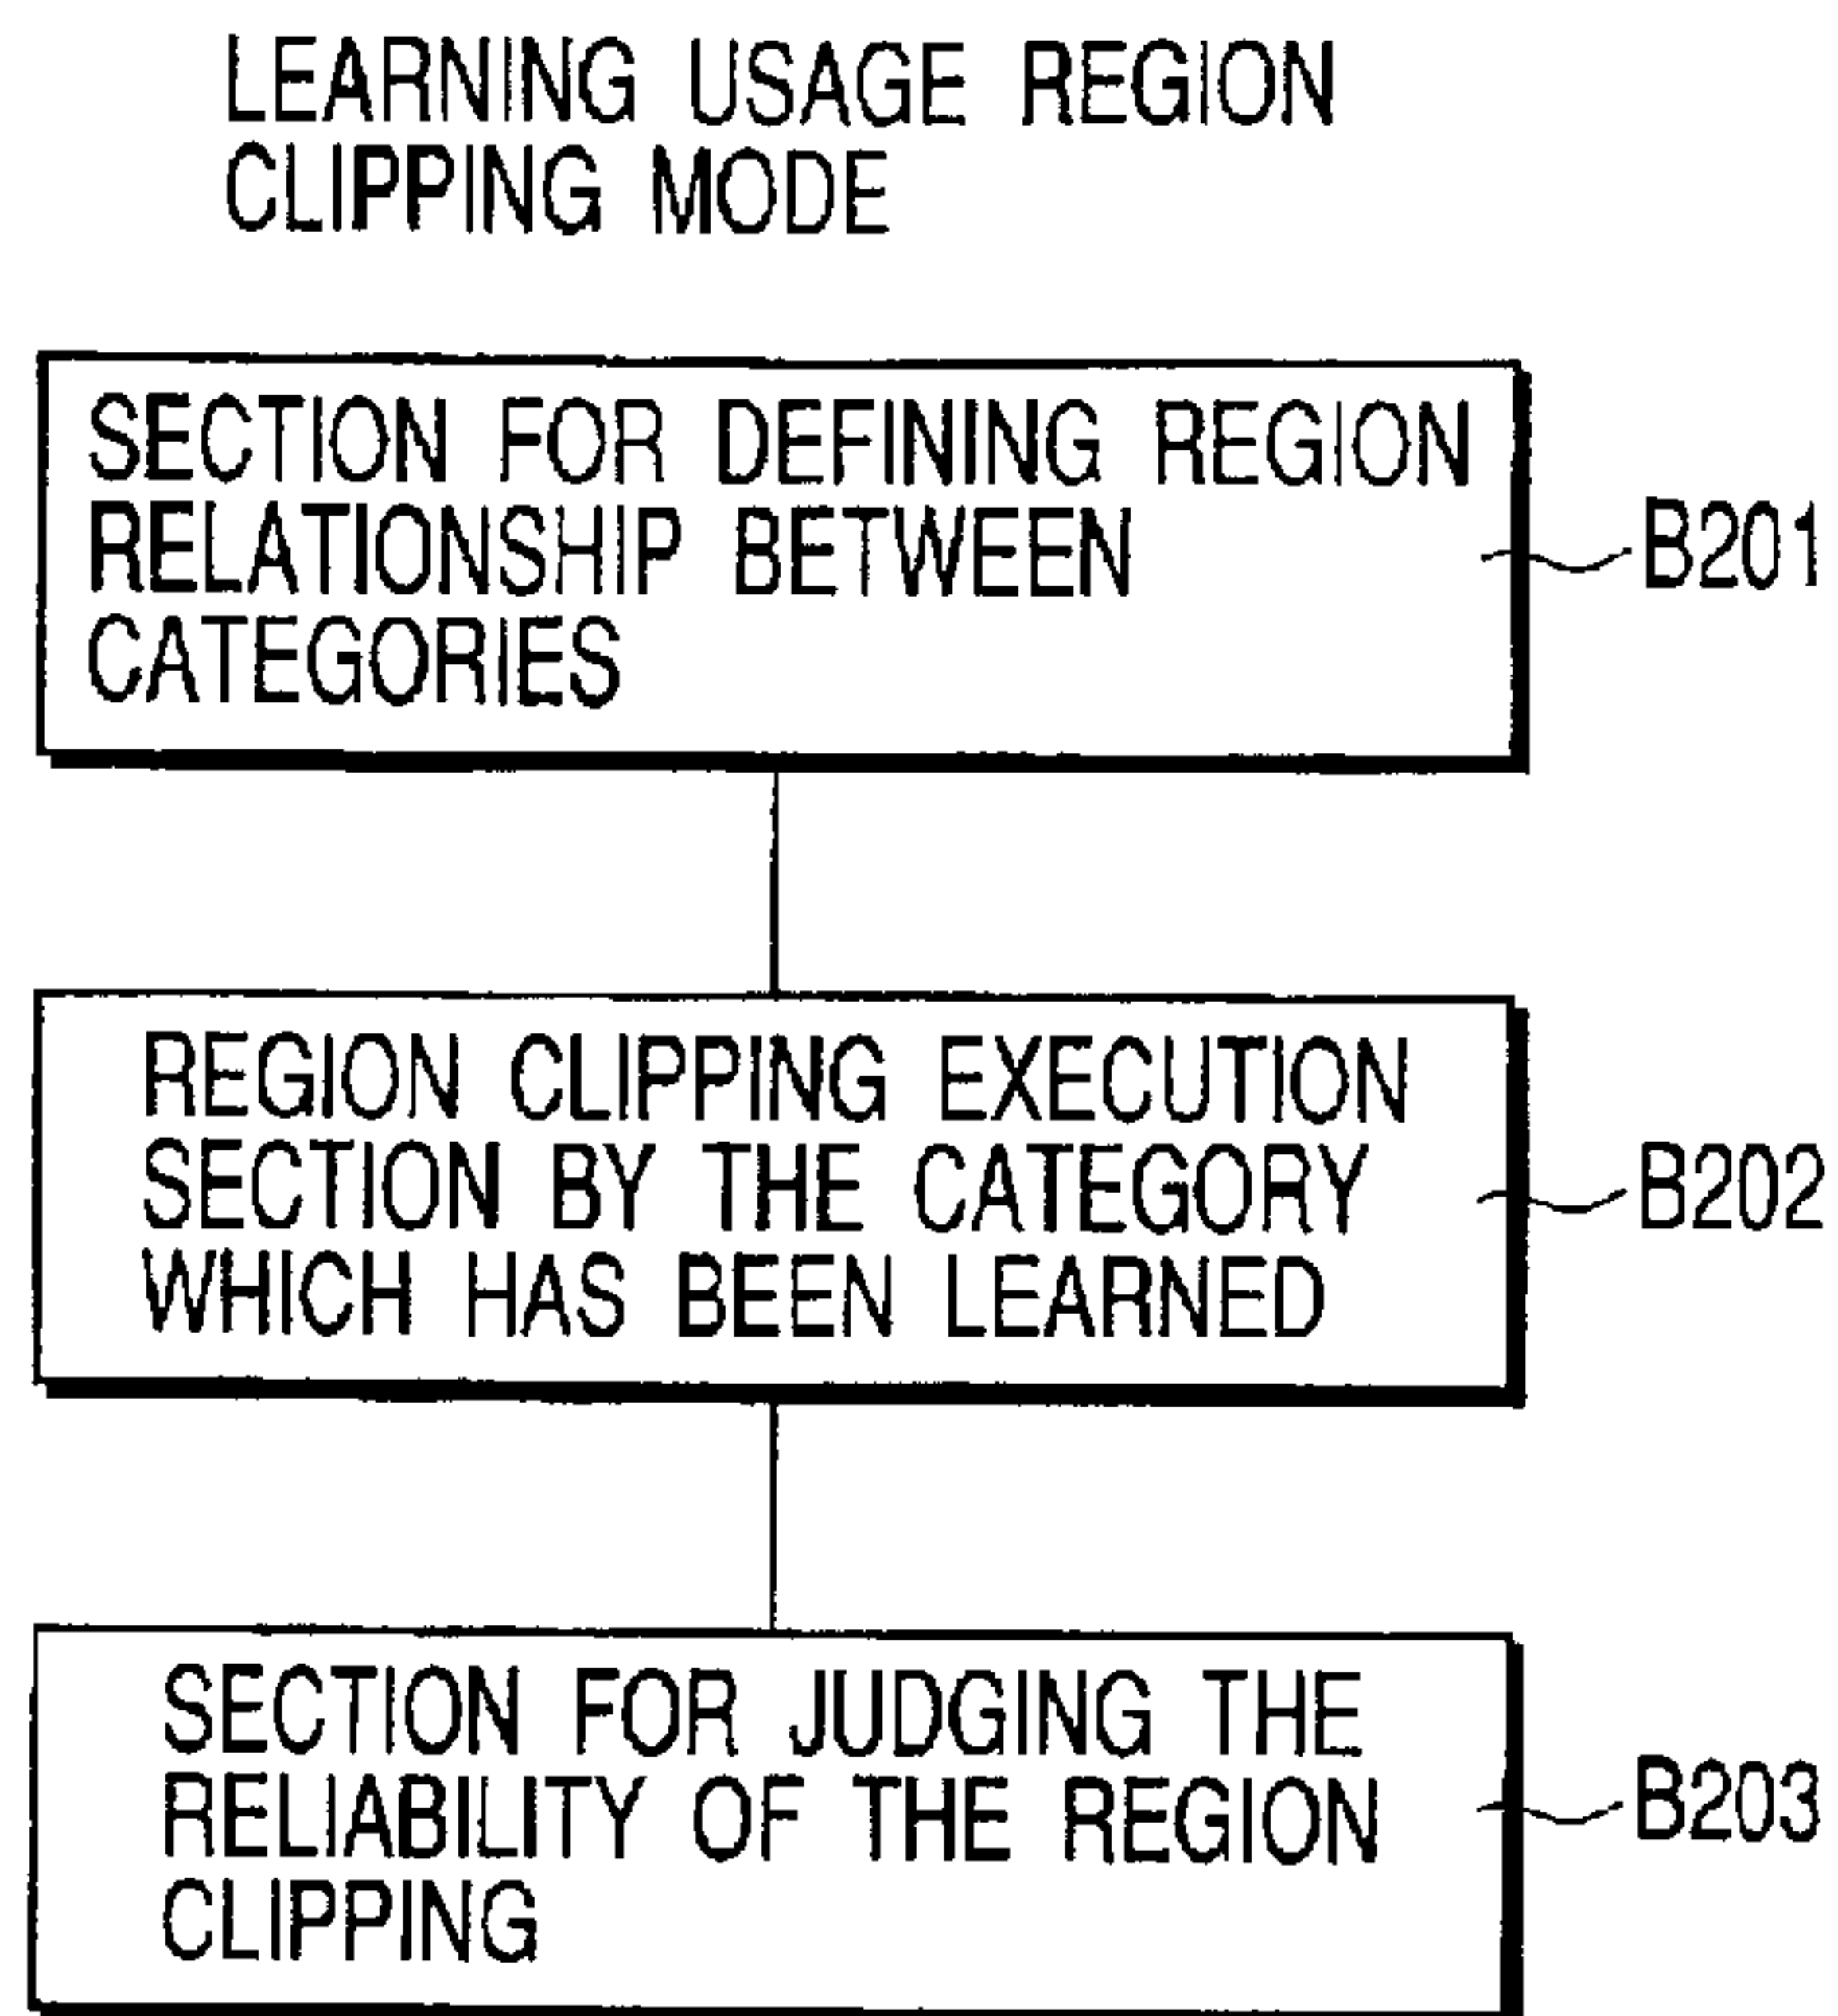 LEARNING USAGE REGION
CLIPPING MODE
SECTION FOR DEFINING REGION
RELATIONSHIP BETWEEN
CATEGORIES
B201
REGION CLIPPING EXECUTION
SECTION BY THE CATEGORY
WHICH HAS BEEN LEARNED
B202
SECTION FOR JUDGING THE
RELIABILITY OF THE REGION
CLIPPING
B203